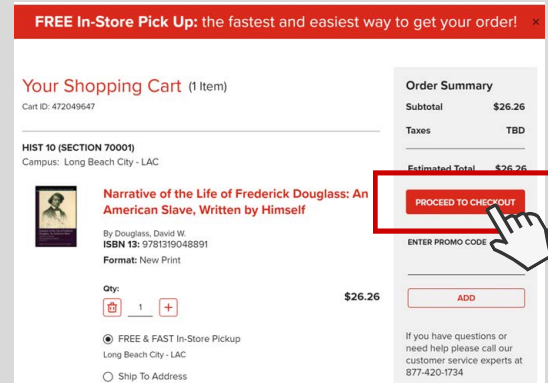 FREE In-Store Pick Up: the fastest and easiest way to get your order! ×
Your Shopping Cart (1 Item)
Cart ID: 472049647
HIST 10 (SECTION 70001)
Campus: Long Beach City - LAC
Narrative of the Life of Frederick Douglass: An
American Slave, Written by Himself
By Douglass, David W.
ISBN 13: 9781319048891
Format: New Print
Qty:
1 +
$26.26
FREE & FAST In-Store Pickup
Long Beach City - LAC
Ship To Address
Order Summary
Subtotal $26.26
Taxes TBD
Estimated Total $26.26
PROCEED TO CHECKOUT
ENTER PROMO CODE
ADD
If you have questions or
need help please call our
customer service experts at
877-420-1734